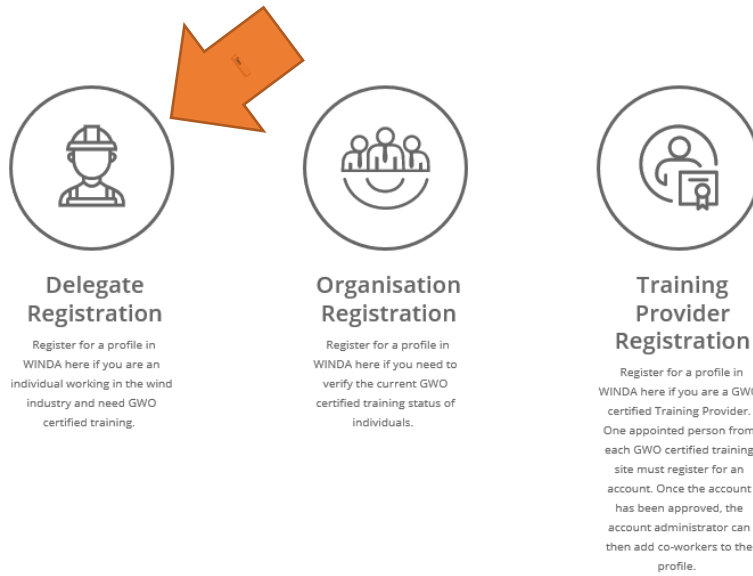 Delegate
Registration
Register for a profile in
WINDA here if you are an
individual working in the wind
industry and need GWO
certified training.
Organisation
Registration
Register for a profile in
WINDA here if you need to
verify the current GWO
certified training status of
individuals.
Training
Provider
Registration
Register for a profile in
WINDA here if you are a GWO
certified Training Provider.
One appointed person from
each GWO certified training
site must register for an
account. Once the account
has been approved, the
account administrator can
then add co-workers to the
profile.